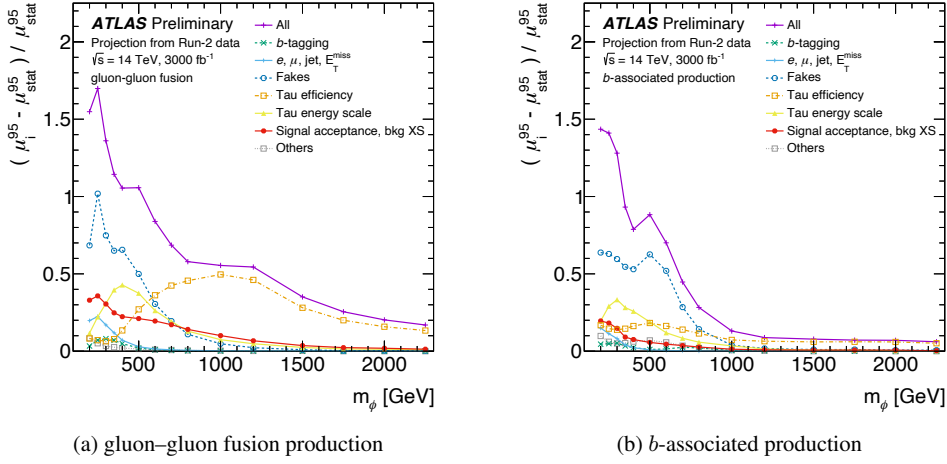 ( μ_i^95 - μ_stat^95 ) / μ_stat^95
2
1.5
1
0.5
0
ATLAS Preliminary
Projection from Run-2 data
√s = 14 TeV, 3000 fb⁻¹
gluon-gluon fusion
All
b-tagging
e, μ, jet, E_T^miss
Fakes
Tau efficiency
Tau energy scale
Signal acceptance, bkg XS
Others
500 1000 1500 2000
m_ϕ [GeV]
(a) gluon–gluon fusion production
( μ_i^95 - μ_stat^95 ) / μ_stat^95
2
1.5
1
0.5
0
ATLAS Preliminary
Projection from Run-2 data
√s = 14 TeV, 3000 fb⁻¹
b-associated production
All
b-tagging
e, μ, jet, E_T^miss
Fakes
Tau efficiency
Tau energy scale
Signal acceptance, bkg XS
Others
500 1000 1500 2000
m_ϕ [GeV]
(b) b-associated production